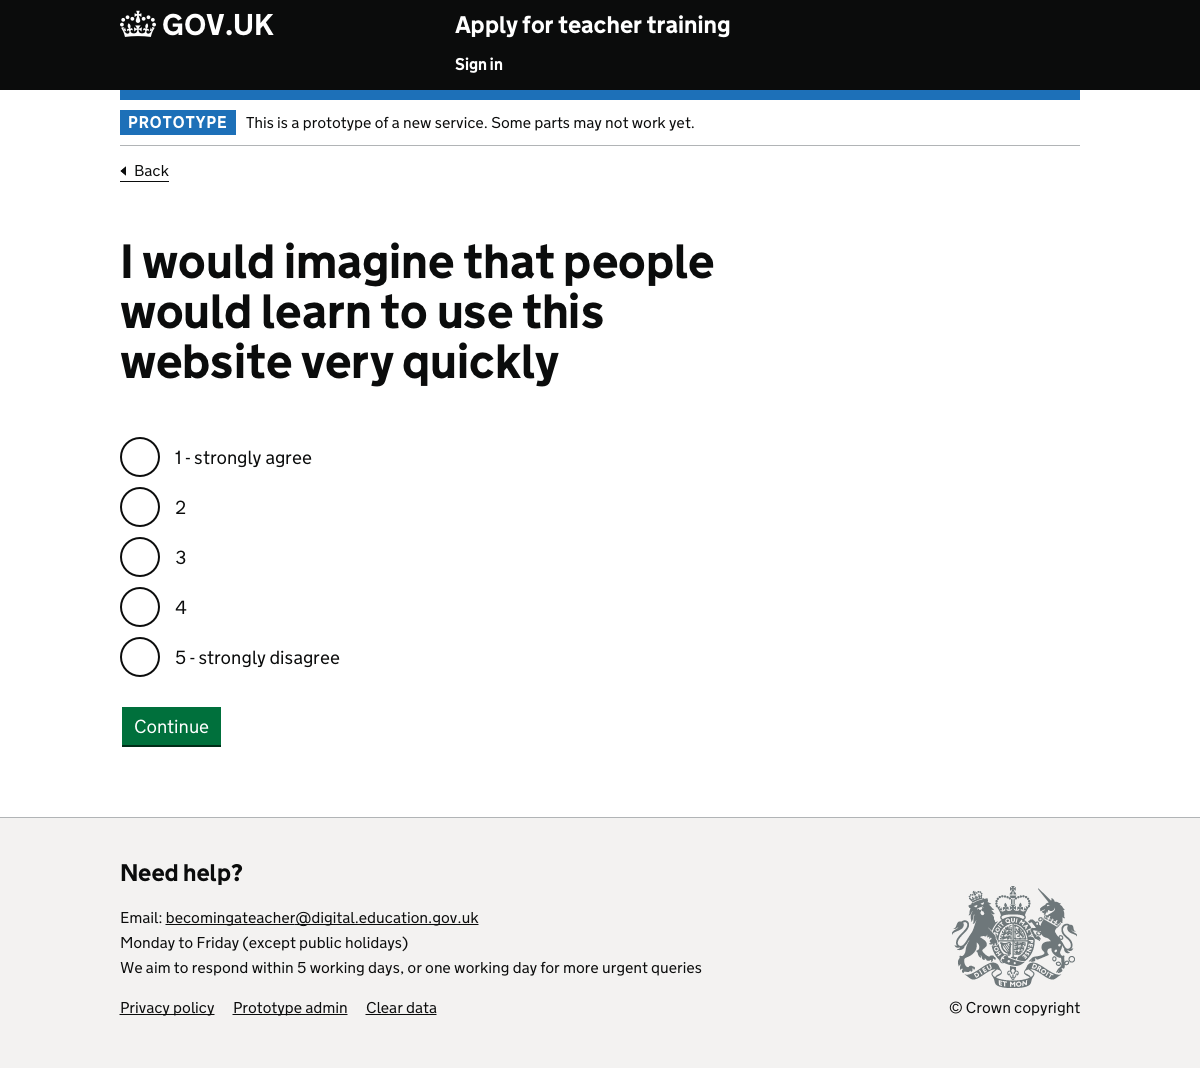 GOV.UK
Apply for teacher training
Sign in
PROTOTYPE This is a prototype of a new service. Some parts may not work yet.
Back
I would imagine that people
would learn to use this
website very quickly
1 - strongly agree
2
3
4
5 - strongly disagree
Continue
Need help?
Email: becomingateacher@digital.education.gov.uk
Monday to Friday (except public holidays)
We aim to respond within 5 working days, or one working day for more urgent queries
Privacy policy Prototype admin Clear data
DIEU ET MON DROIT
© Crown copyright